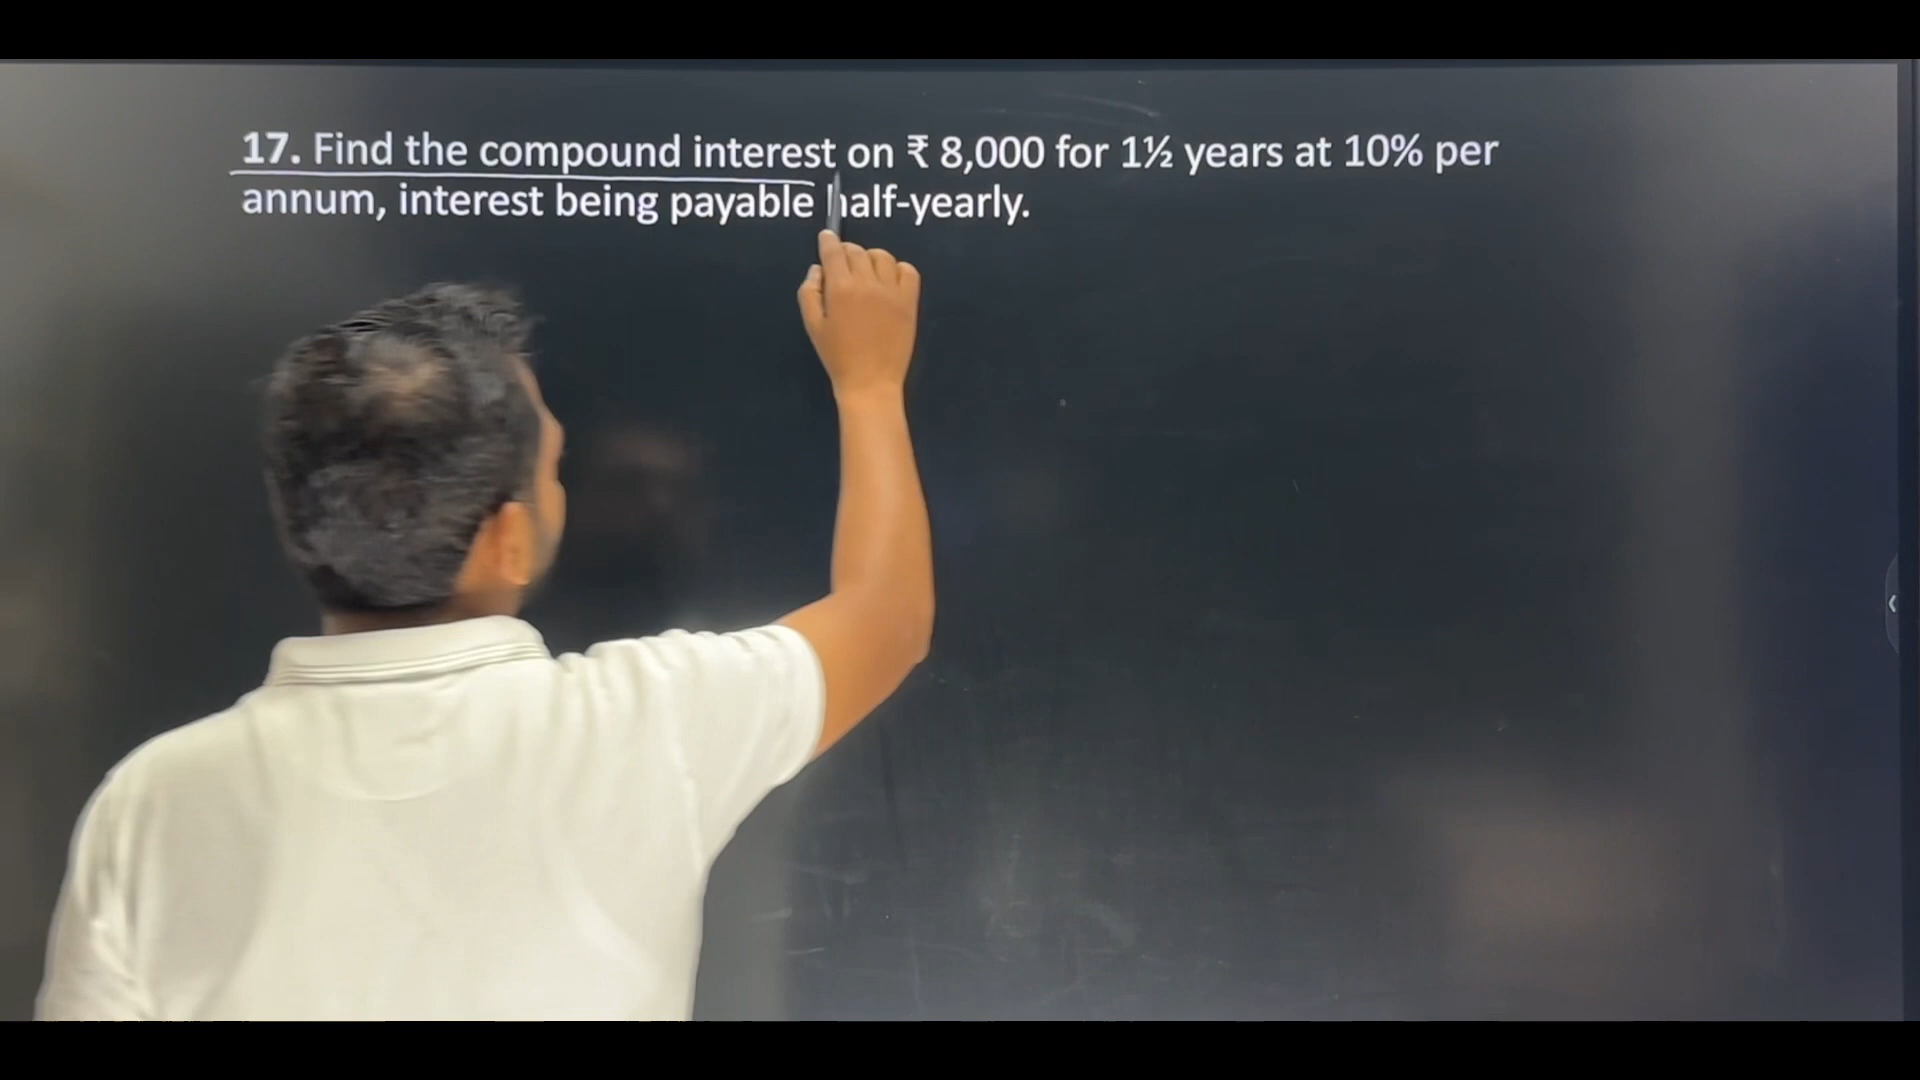 17. Find the compound interest on ₹ 8,000 for 1½ years at 10% per
annum, interest being payable half-yearly.